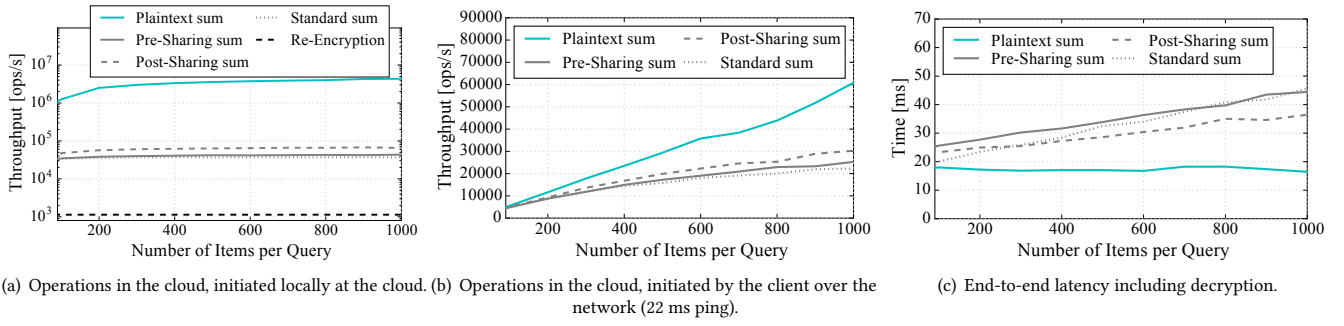 Plaintext sum
Pre-Sharing sum
Post-Sharing sum
Standard sum
Re-Encryption
Throughput [ops/s]
10^7
10^6
10^5
10^4
10^3
200 400 600 800 1000
Number of Items per Query
(a) Operations in the cloud, initiated locally at the cloud.
Plaintext sum
Pre-Sharing sum
Post-Sharing sum
Standard sum
Throughput [ops/s]
90000
80000
70000
60000
50000
40000
30000
20000
10000
0
200 400 600 800 1000
Number of Items per Query
(b) Operations in the cloud, initiated by the client over the
network (22 ms ping).
Plaintext sum
Pre-Sharing sum
Post-Sharing sum
Standard sum
Time [ms]
70
60
50
40
30
20
10
0
200 400 600 800 1000
Number of Items per Query
(c) End-to-end latency including decryption.